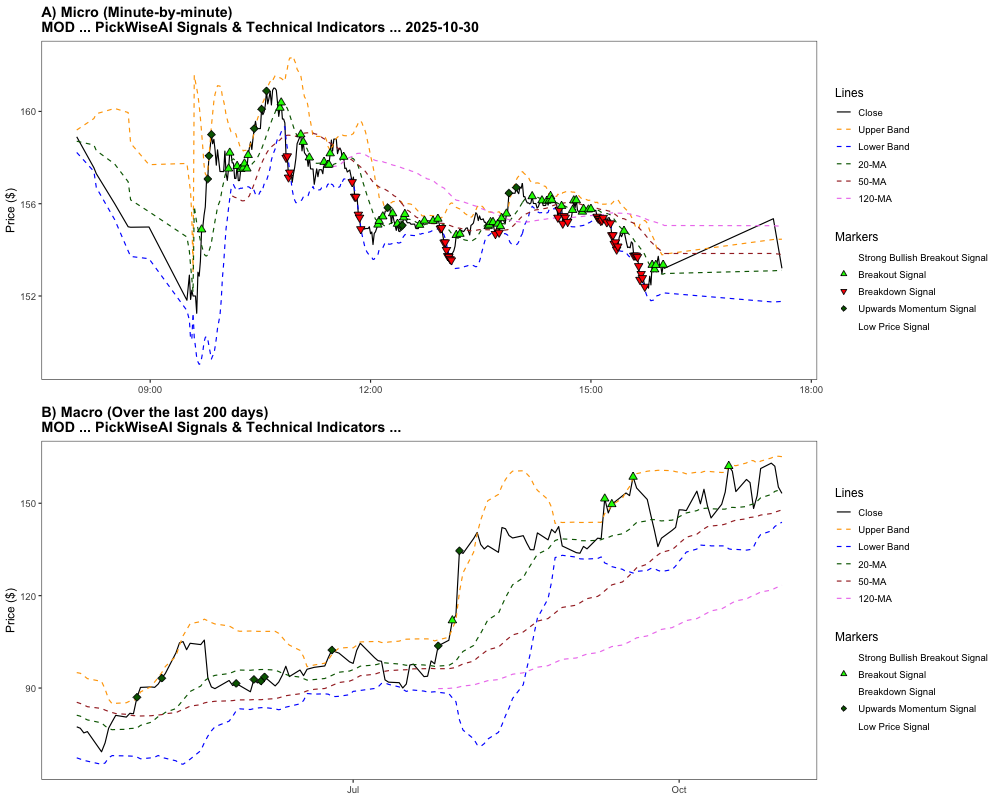 A) Micro (Minute-by-minute)
MOD ... PickWiseAI Signals & Technical Indicators ... 2025-10-30
Price ($)
160
156
152
09:00
12:00
15:00
18:00
Lines
Close
Upper Band
Lower Band
20-MA
50-MA
120-MA
Markers
Strong Bullish Breakout Signal
Breakout Signal
Breakdown Signal
Upwards Momentum Signal
Low Price Signal
B) Macro (Over the last 200 days)
MOD ... PickWiseAI Signals & Technical Indicators ...
Price ($)
150
120
90
Jul
Oct
Lines
Close
Upper Band
Lower Band
20-MA
50-MA
120-MA
Markers
Strong Bullish Breakout Signal
Breakout Signal
Breakdown Signal
Upwards Momentum Signal
Low Price Signal